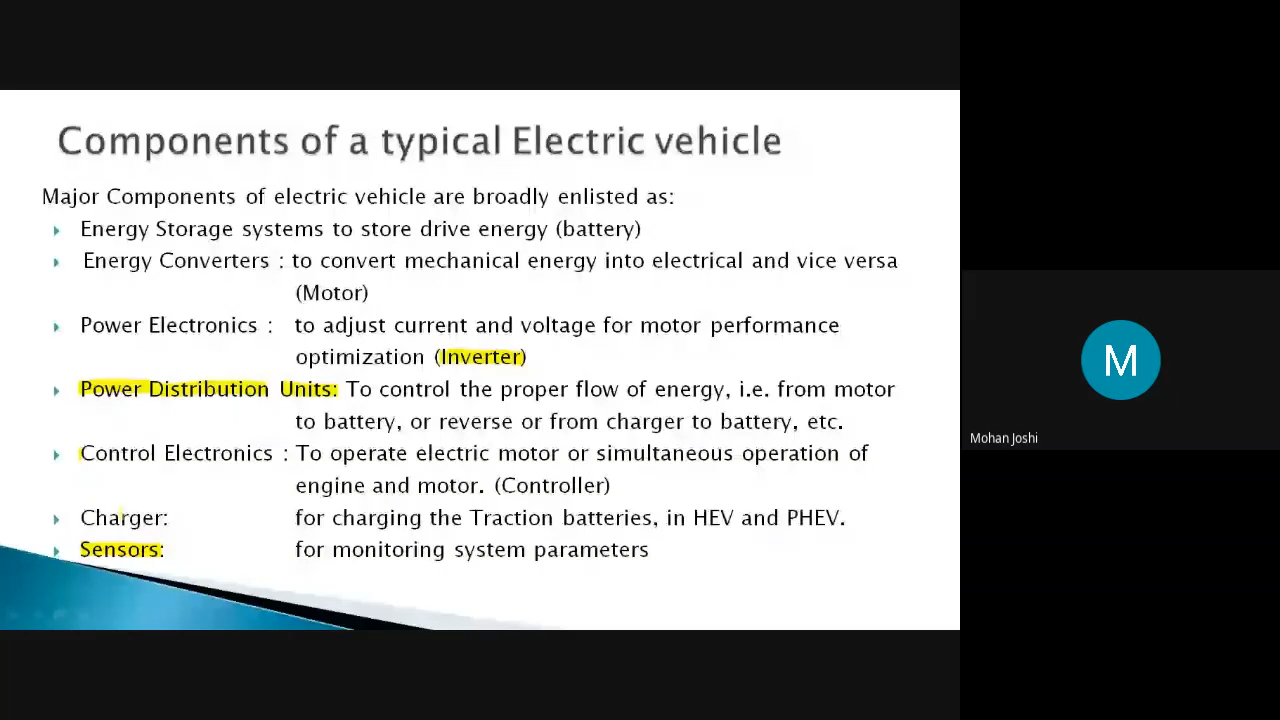 Components of a typical Electric vehicle
Major Components of electric vehicle are broadly enlisted as:
Energy Storage systems to store drive energy (battery)
Energy Converters : to convert mechanical energy into electrical and vice versa
(Motor)
Power Electronics : to adjust current and voltage for motor performance
optimization (Inverter)
Power Distribution Units: To control the proper flow of energy, i.e. from motor
to battery, or reverse or from charger to battery, etc.
Control Electronics : To operate electric motor or simultaneous operation of
engine and motor. (Controller)
Charger: for charging the Traction batteries, in HEV and PHEV.
Sensors: for monitoring system parameters
M
Mohan Joshi